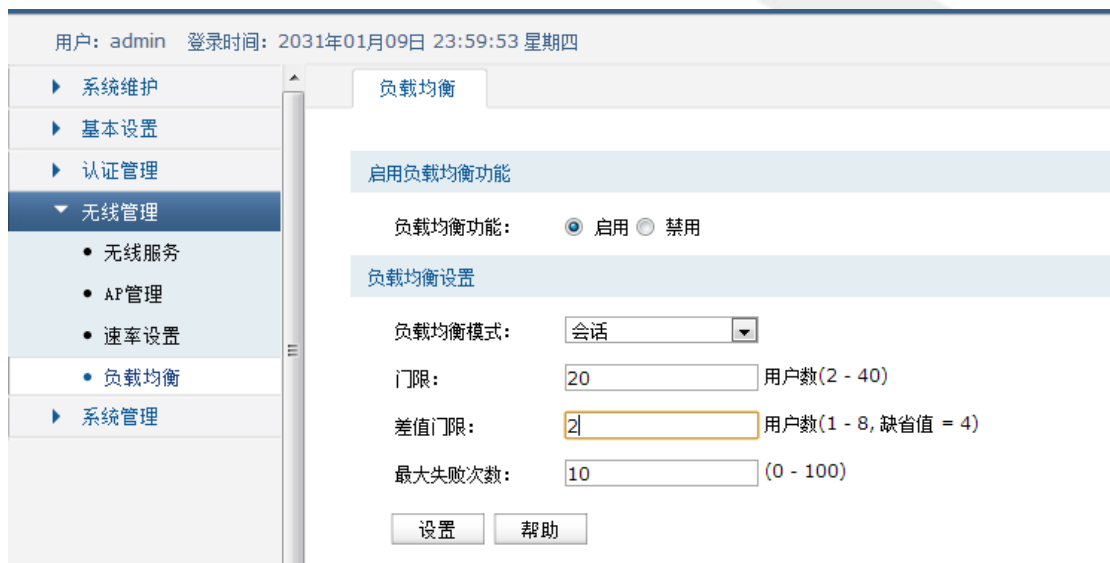 用户: admin 登录时间: 2031年01月09日 23:59:53 星期四
系统维护
基本设置
认证管理
无线管理
无线服务
AP管理
速率设置
负载均衡
系统管理
负载均衡
启用负载均衡功能
负载均衡功能: 启用 禁用
负载均衡设置
负载均衡模式: 会话
门限: 20 用户数(2 - 40)
差值门限: 2 用户数(1 - 8, 缺省值 = 4)
最大失败次数: 10 (0 - 100)
设置 帮助